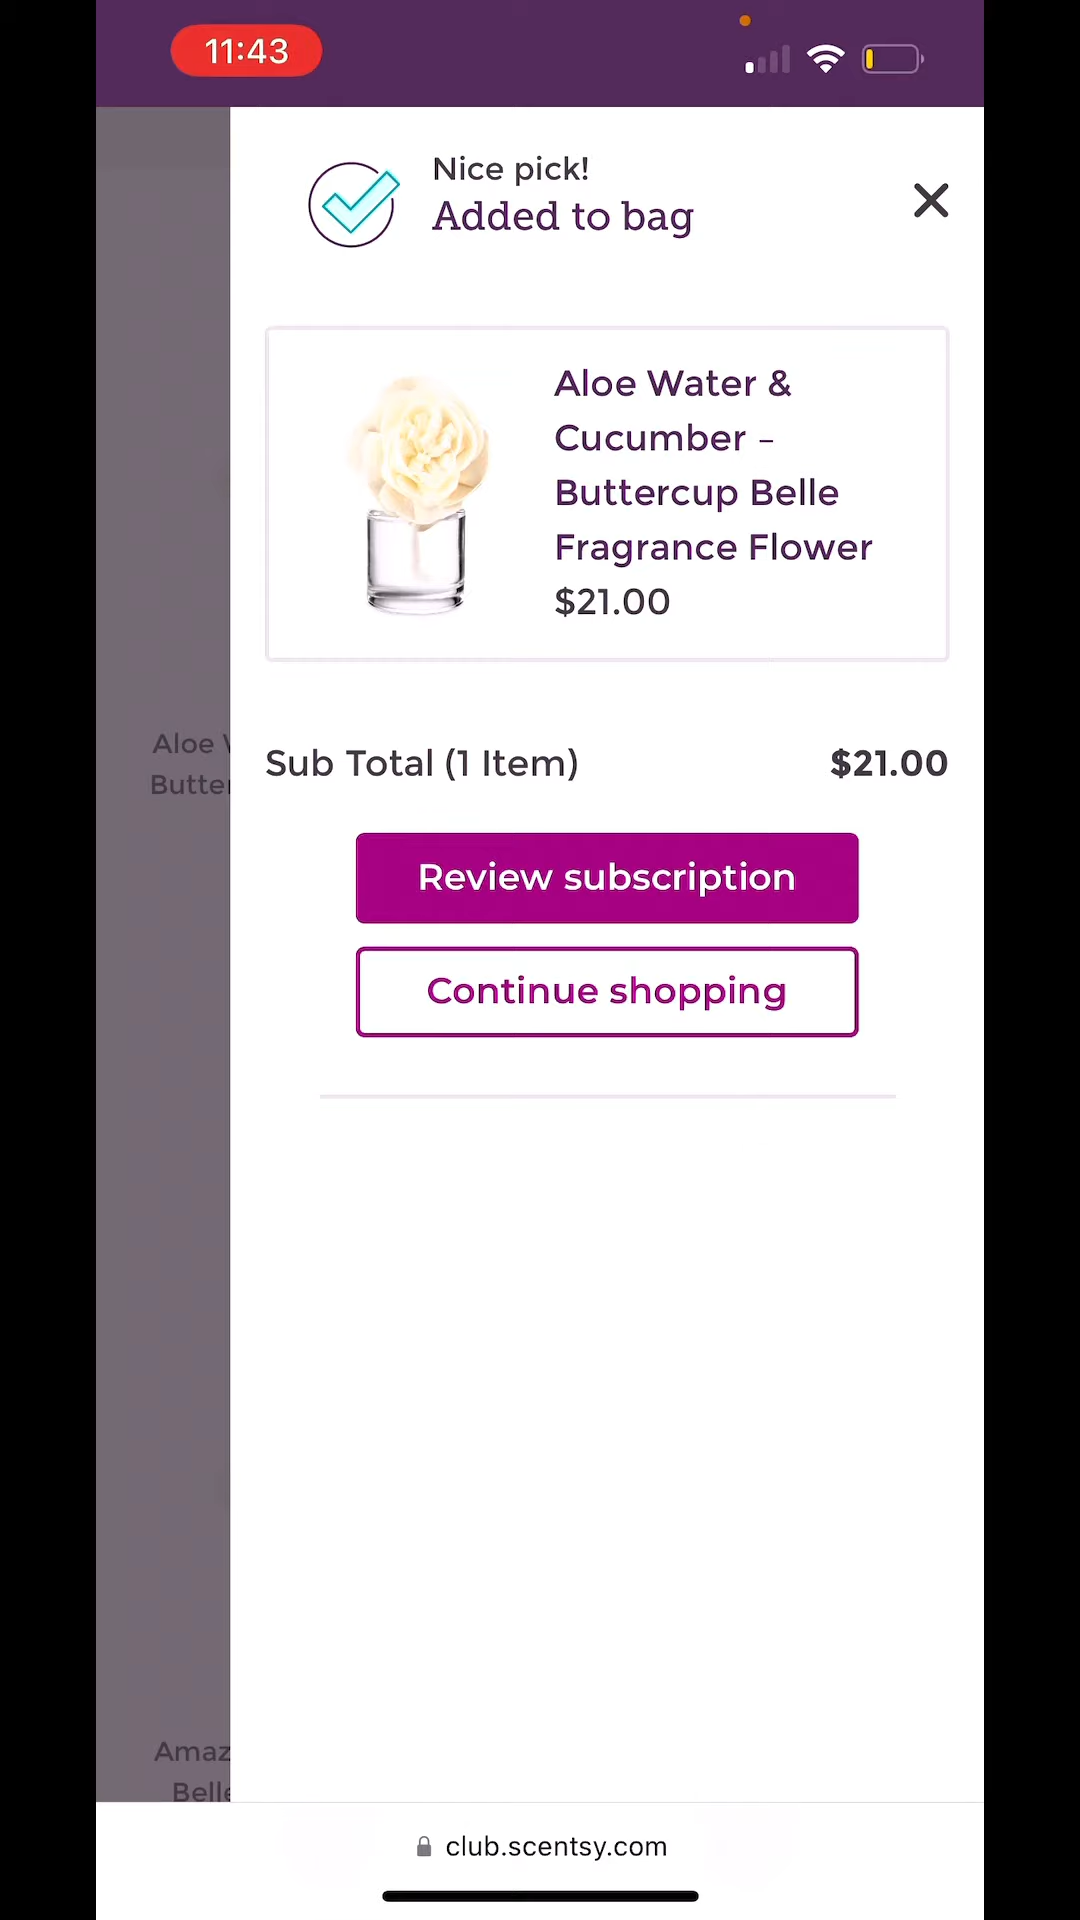 11:43
Nice pick!
Added to bag
Aloe Water &
Cucumber –
Buttercup Belle
Fragrance Flower
$21.00
Aloe
Sub Total (1 Item) $21.00
Review subscription
Continue shopping
club.scentsy.com